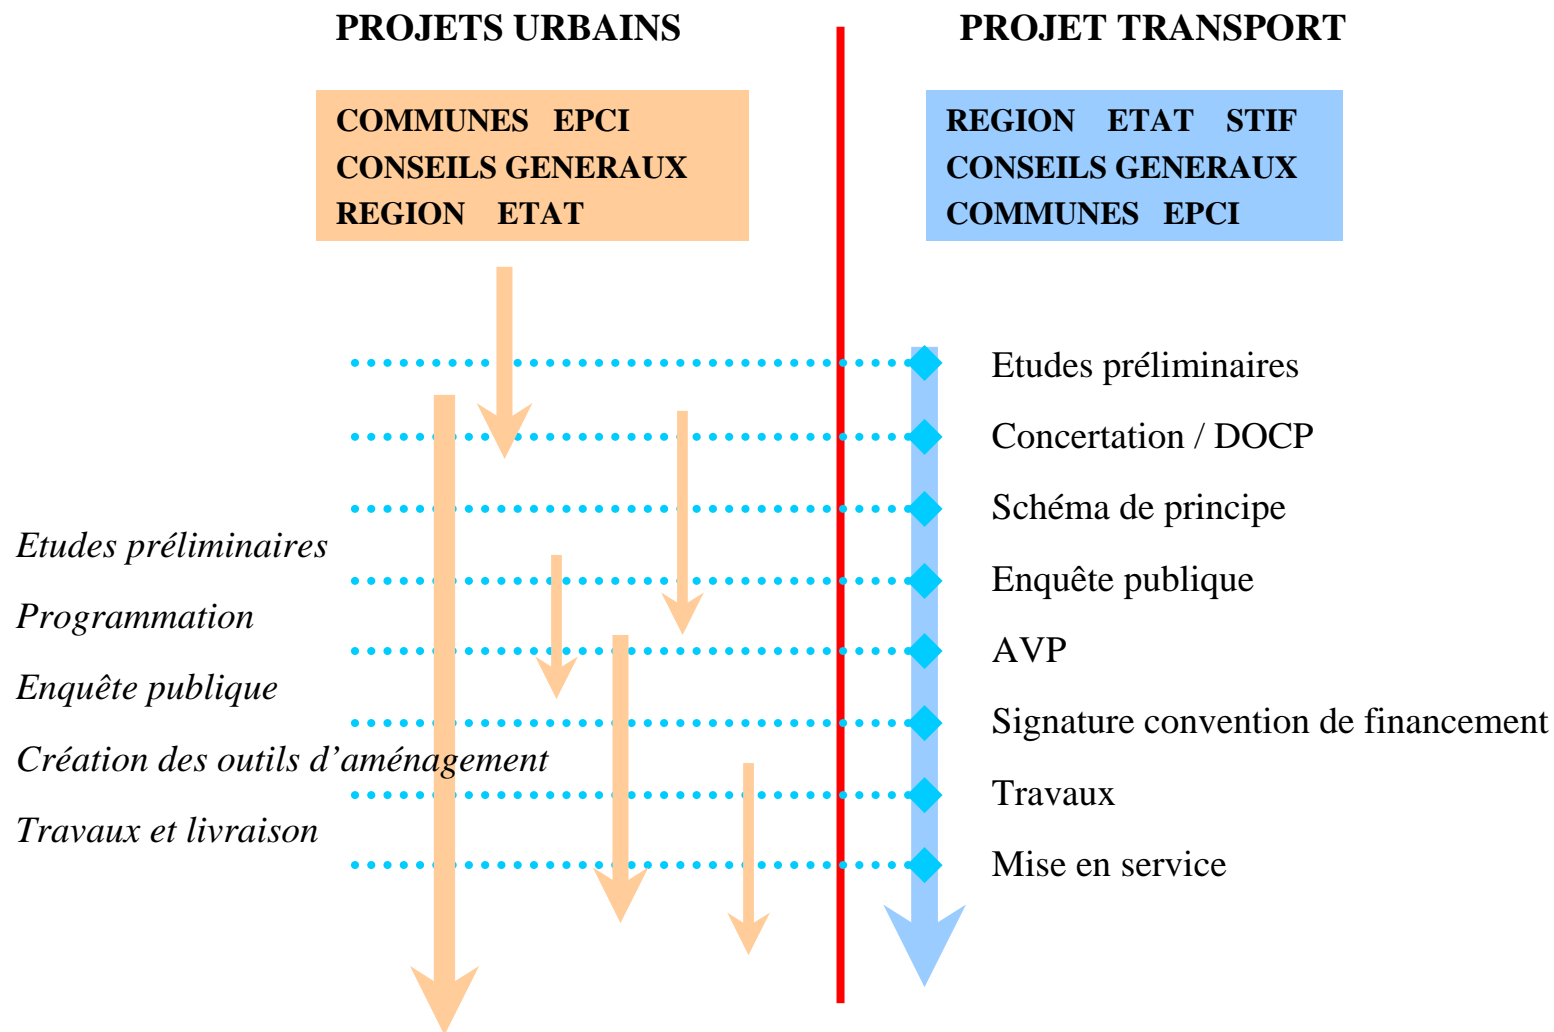 PROJETS URBAINS
PROJET TRANSPORT
COMMUNES EPCI
CONSEILS GENERAUX
REGION ETAT
REGION ETAT STIF
CONSEILS GENERAUX
COMMUNES EPCI
Etudes préliminaires
Programmation
Enquête publique
Création des outils d’aménagement
Travaux et livraison
Etudes préliminaires
Concertation / DOCP
Schéma de principe
Enquête publique
AVP
Signature convention de financement
Travaux
Mise en service